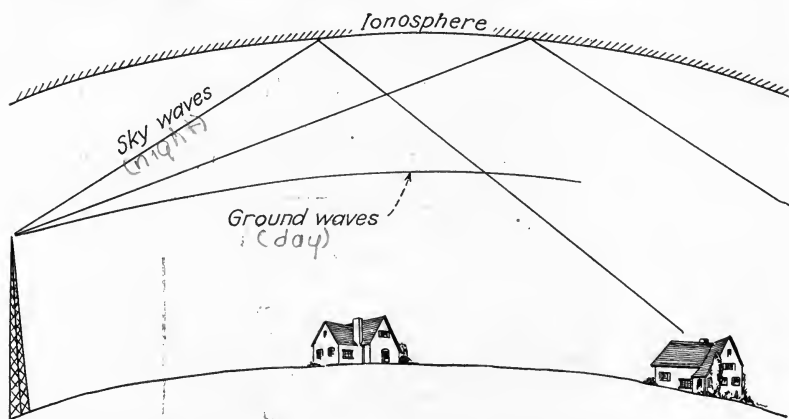 Ionosphere
Sky waves
(night)
Ground waves
(day)